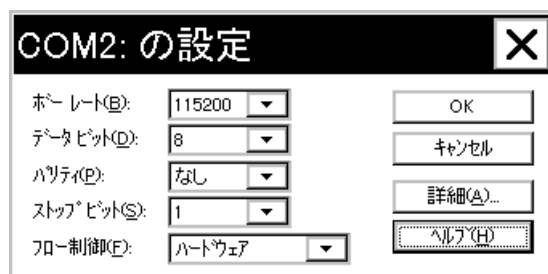 COM2: の設定
ﾎﾞｰ ﾚｰﾄ(B): 115200
ﾃﾞｰﾀ ﾋﾞｯﾄ(D): 8
ﾊﾟﾘﾃｨ(P): なし
ｽﾄｯﾌﾟ ﾋﾞｯﾄ(S): 1
ﾌﾛｰ制御(F): ﾊｰﾄﾞｳｪｱ
OK
ｷｬﾝｾﾙ
詳細(A)...
ﾍﾙﾌﾟ(H)